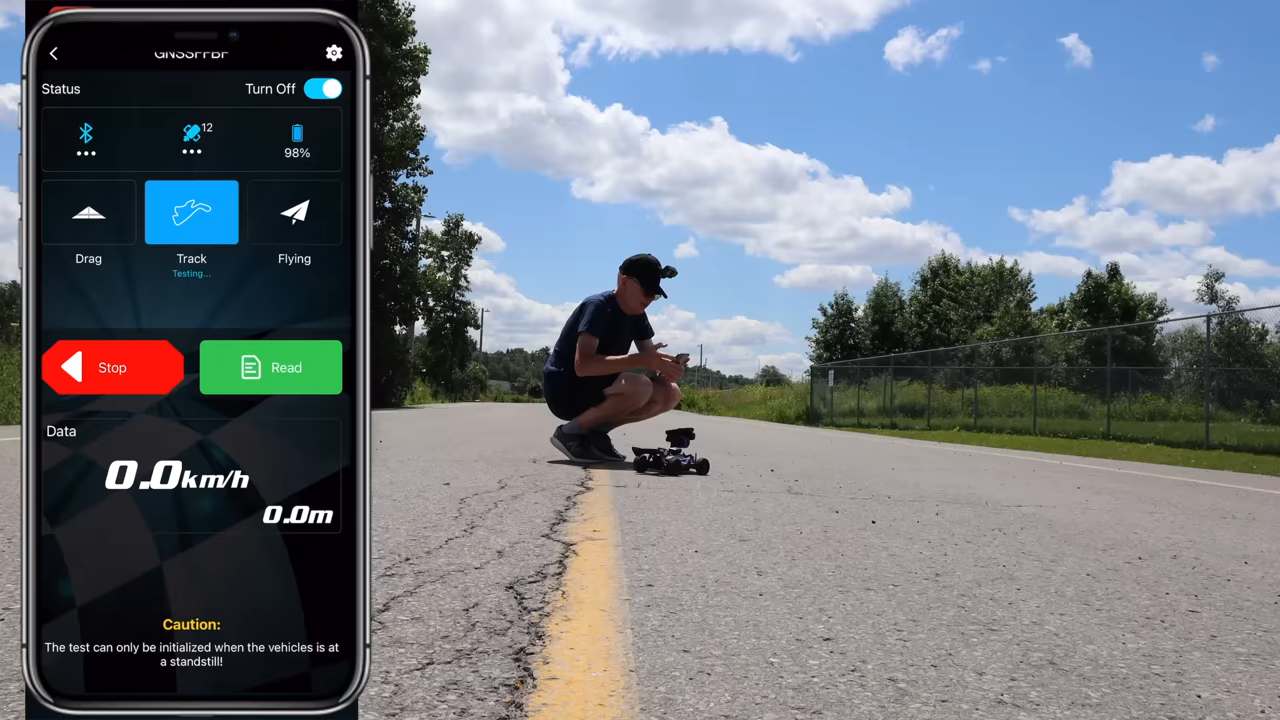 Status
Turn Off
12
98%
Drag
Track
Flying
Testing...
Stop
Read
Data
0.0km/h
0.0m
Caution:
The test can only be initialized when the vehicles is at
a standstill!